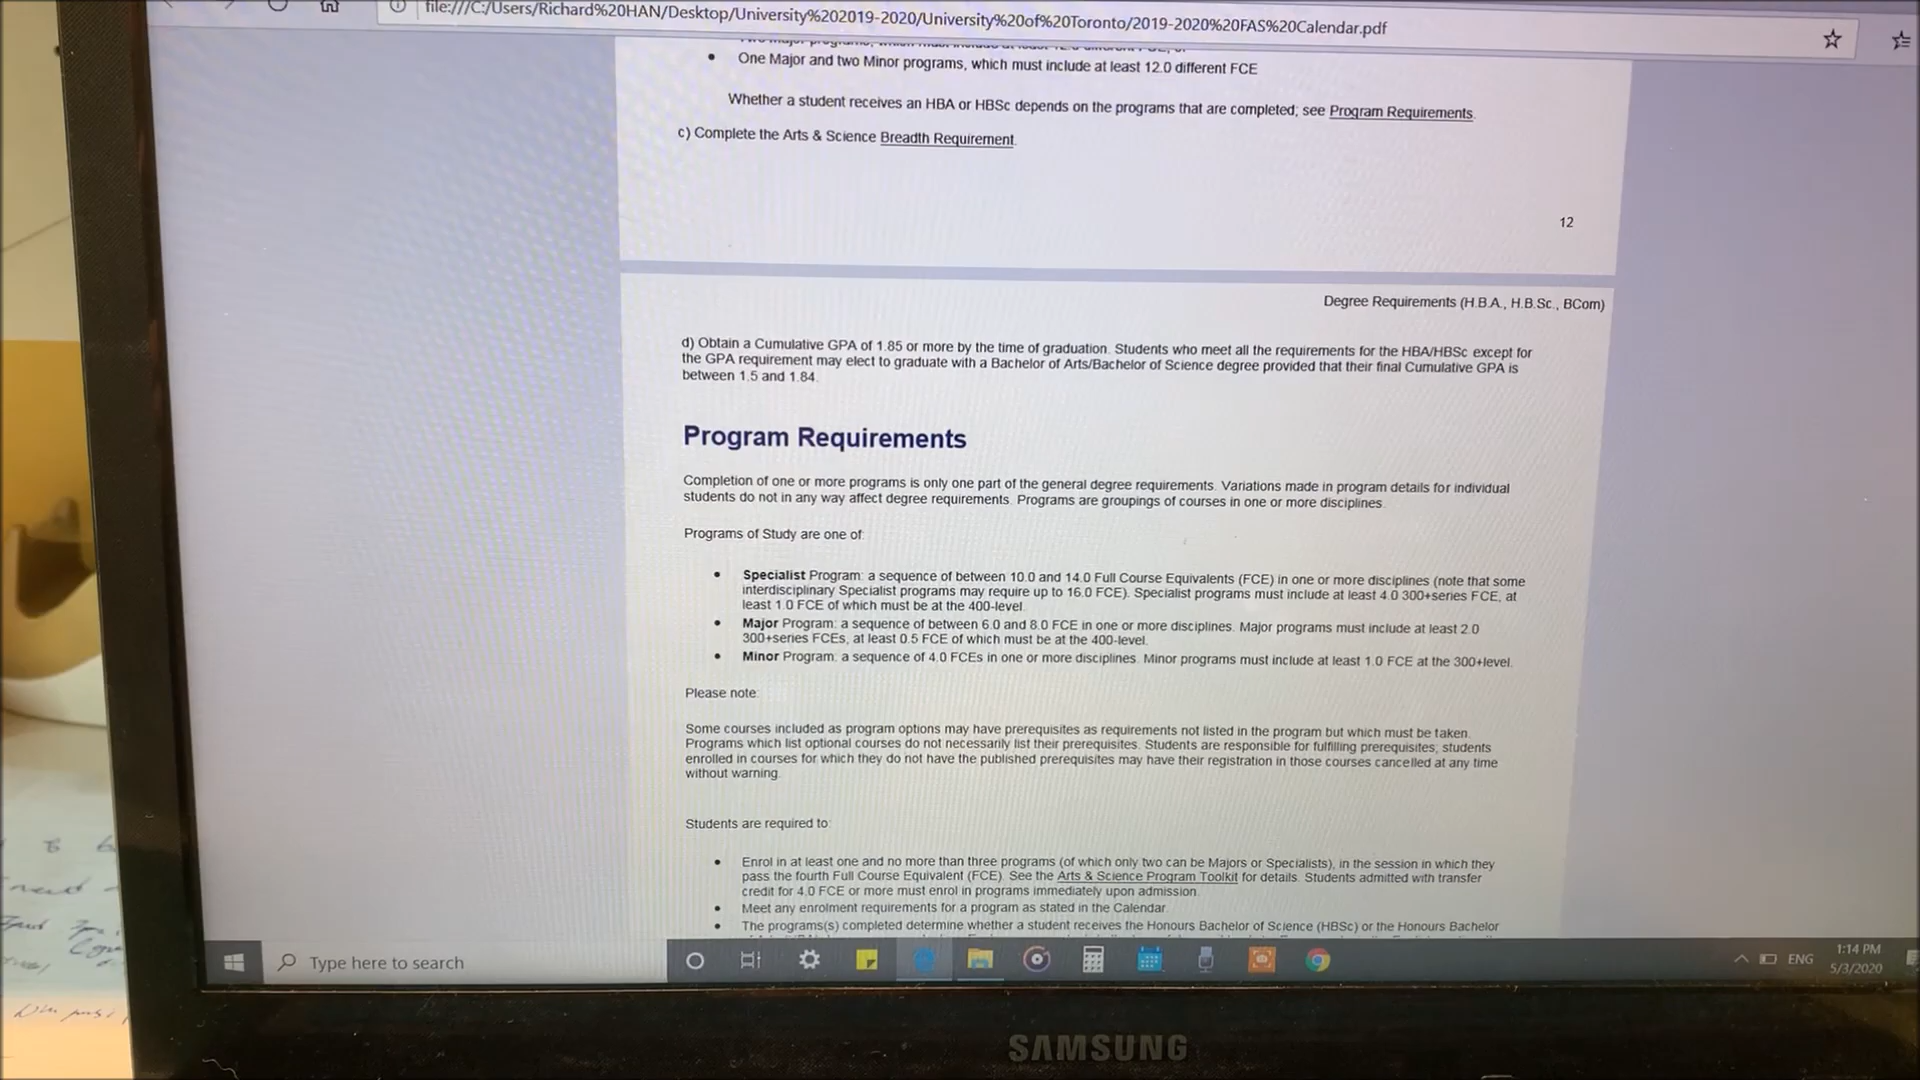 file:///C:/Users/Richard%20HAN/Desktop/University%202019-2020/University%20of%20Toronto/2019-2020%20FAS%20Calendar.pdf
One Major and two Minor programs, which must include at least 12.0 different FCE
Whether a student receives an HBA or HBSc depends on the programs that are completed; see Program Requirements.
c) Complete the Arts & Science Breadth Requirement.
12
Degree Requirements (H.B.A., H.B.Sc., BCom)
d) Obtain a Cumulative GPA of 1.85 or more by the time of graduation. Students who meet all the requirements for the HBA/HBSc except for
the GPA requirement may elect to graduate with a Bachelor of Arts/Bachelor of Science degree provided that their final Cumulative GPA is
between 1.5 and 1.84.
Program Requirements
Completion of one or more programs is only one part of the general degree requirements. Variations made in program details for individual
students do not in any way affect degree requirements. Programs are groupings of courses in one or more disciplines.
Programs of Study are one of:
Specialist Program: a sequence of between 10.0 and 14.0 Full Course Equivalents (FCE) in one or more disciplines (note that some
interdisciplinary Specialist programs may require up to 16.0 FCE). Specialist programs must include at least 4.0 300+series FCE, at
least 1.0 FCE of which must be at the 400-level.
Major Program: a sequence of between 6.0 and 8.0 FCE in one or more disciplines. Major programs must include at least 2.0
300+series FCEs, at least 0.5 FCE of which must be at the 400-level.
Minor Program: a sequence of 4.0 FCEs in one or more disciplines. Minor programs must include at least 1.0 FCE at the 300+level.
Please note:
Some courses included as program options may have prerequisites as requirements not listed in the program but which must be taken.
Programs which list optional courses do not necessarily list their prerequisites. Students are responsible for fulfilling prerequisites; students
enrolled in courses for which they do not have the published prerequisites may have their registration in those courses cancelled at any time
without warning.
Students are required to:
Enrol in at least one and no more than three programs (of which only two can be Majors or Specialists), in the session in which they
pass the fourth Full Course Equivalent (FCE). See the Arts & Science Program Toolkit for details. Students admitted with transfer
credit for 4.0 FCE or more must enrol in programs immediately upon admission.
Meet any enrolment requirements for a program as stated in the Calendar.
The programs(s) completed determine whether a student receives the Honours Bachelor of Science (HBSc) or the Honours Bachelor
Type here to search
ENG
1:14 PM
5/3/2020
SAMSUNG